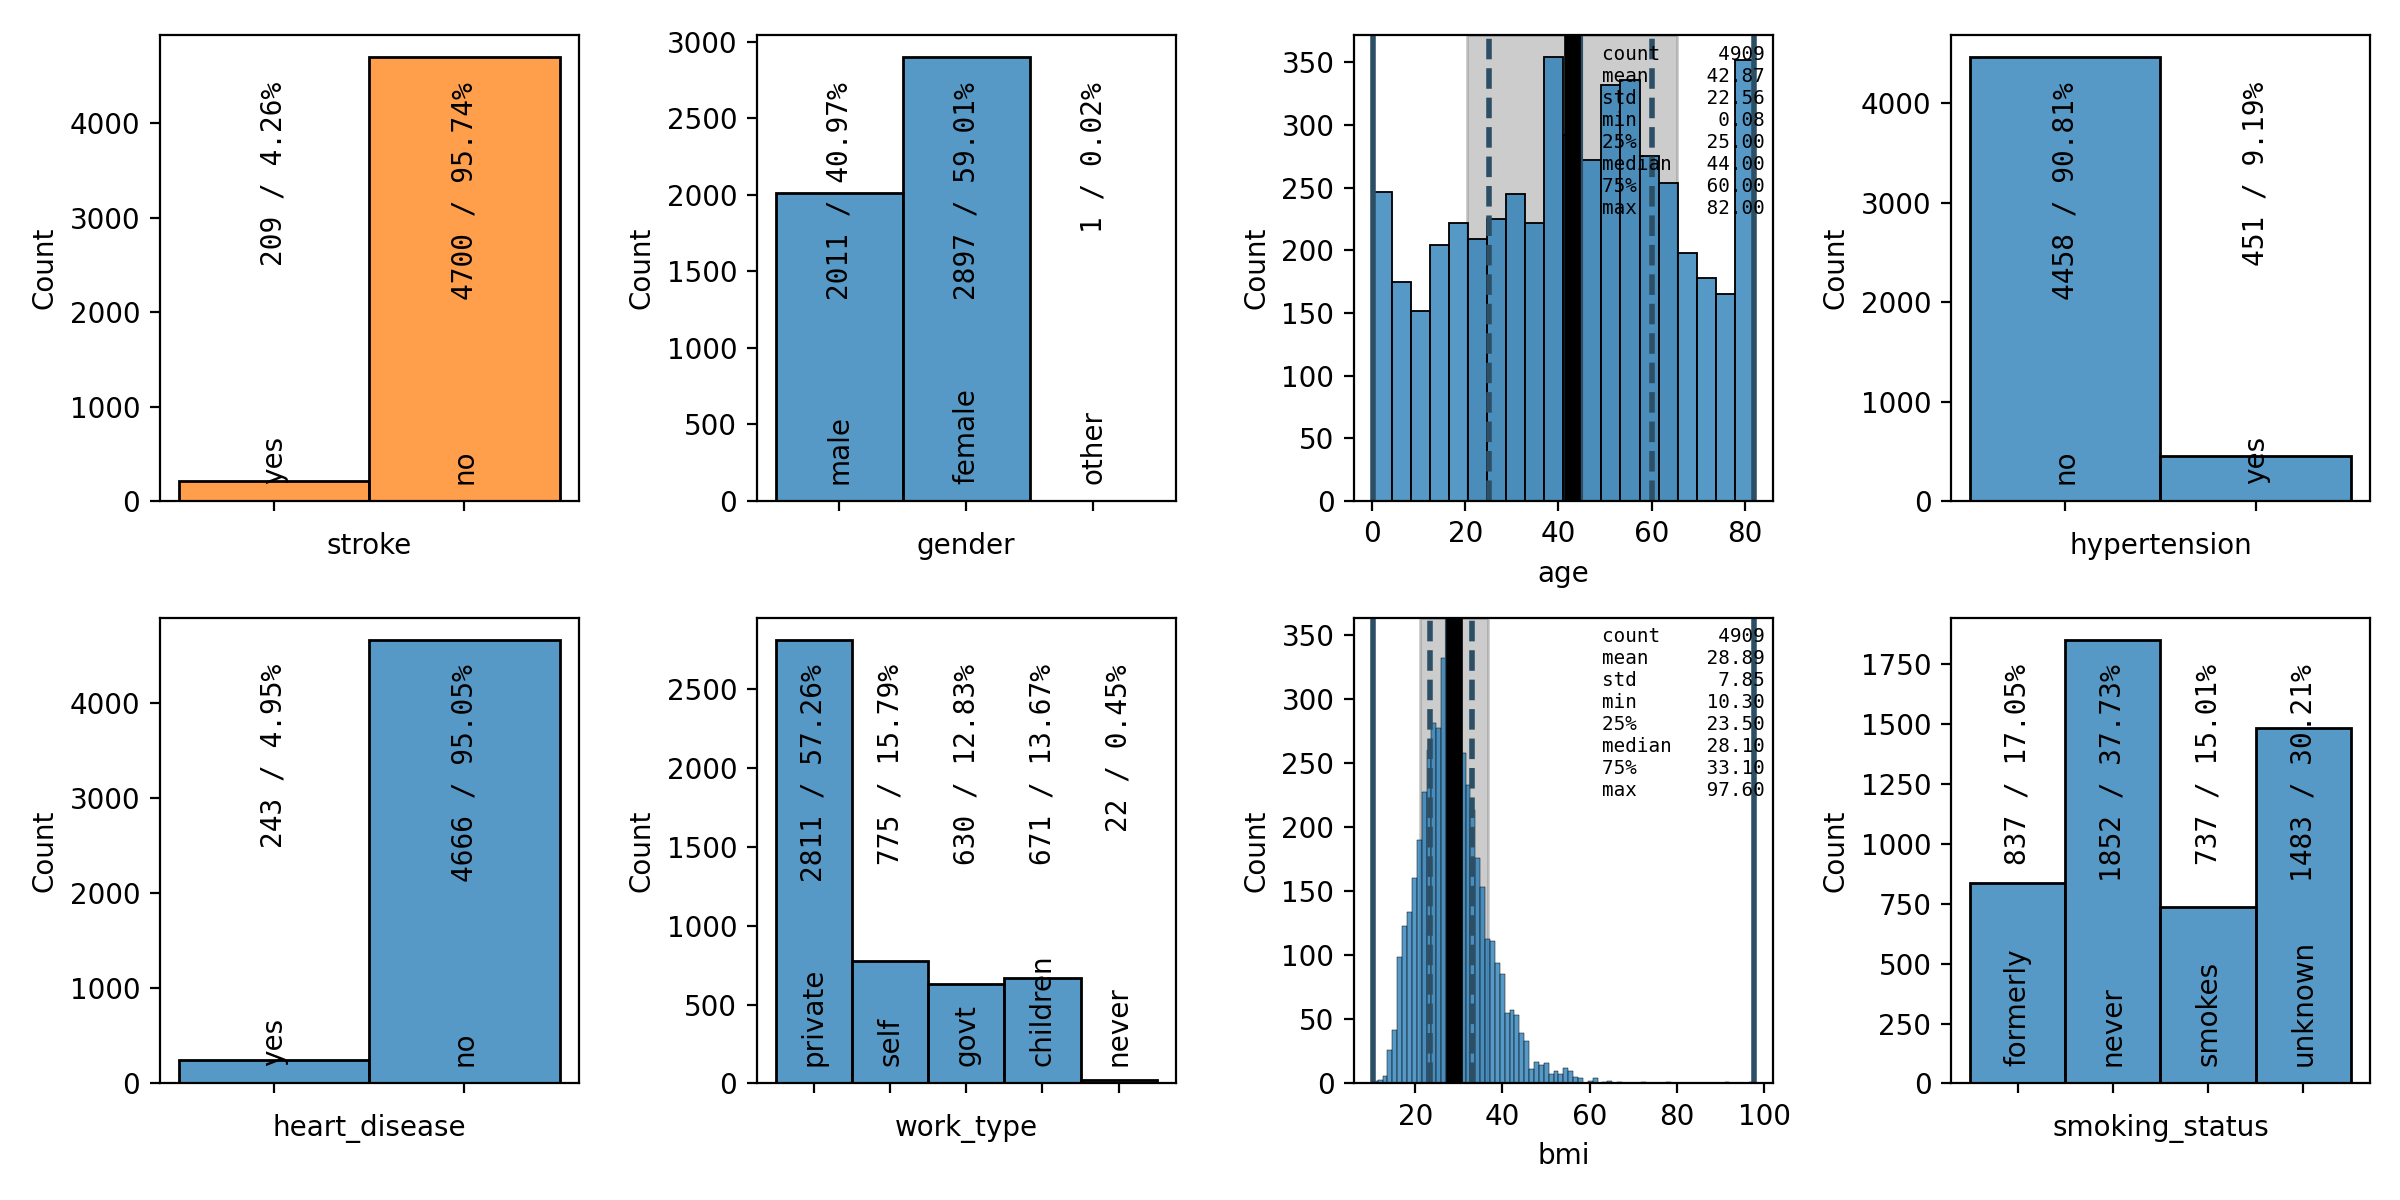 Count
4000
3000
2000
1000
0
209 / 4.26%
4700 / 95.74%
yes
no
stroke
Count
3000
2500
2000
1500
1000
500
0
2011 / 40.97%
2897 / 59.01%
1 / 0.02%
male
female
other
gender
Count
350
300
250
200
150
100
50
0
count 4909
mean 42.87
std 22.56
min 0.08
25% 25.00
median 44.00
75% 60.00
max 82.00
0 20 40 60 80
age
Count
4000
3000
2000
1000
0
4458 / 90.81%
451 / 9.19%
no
yes
hypertension
Count
4000
3000
2000
1000
0
243 / 4.95%
4666 / 95.05%
yes
no
heart_disease
Count
2500
2000
1500
1000
500
0
2811 / 57.26%
775 / 15.79%
630 / 12.83%
671 / 13.67%
22 / 0.45%
private
self
govt
children
never
work_type
Count
350
300
250
200
150
100
50
0
count 4909
mean 28.89
std 7.85
min 10.30
25% 23.50
median 28.10
75% 33.10
max 97.60
20 40 60 80 100
bmi
Count
1750
1500
1250
1000
750
500
250
0
837 / 17.05%
1852 / 37.73%
737 / 15.01%
1483 / 30.21%
formerly
never
smokes
unknown
smoking_status